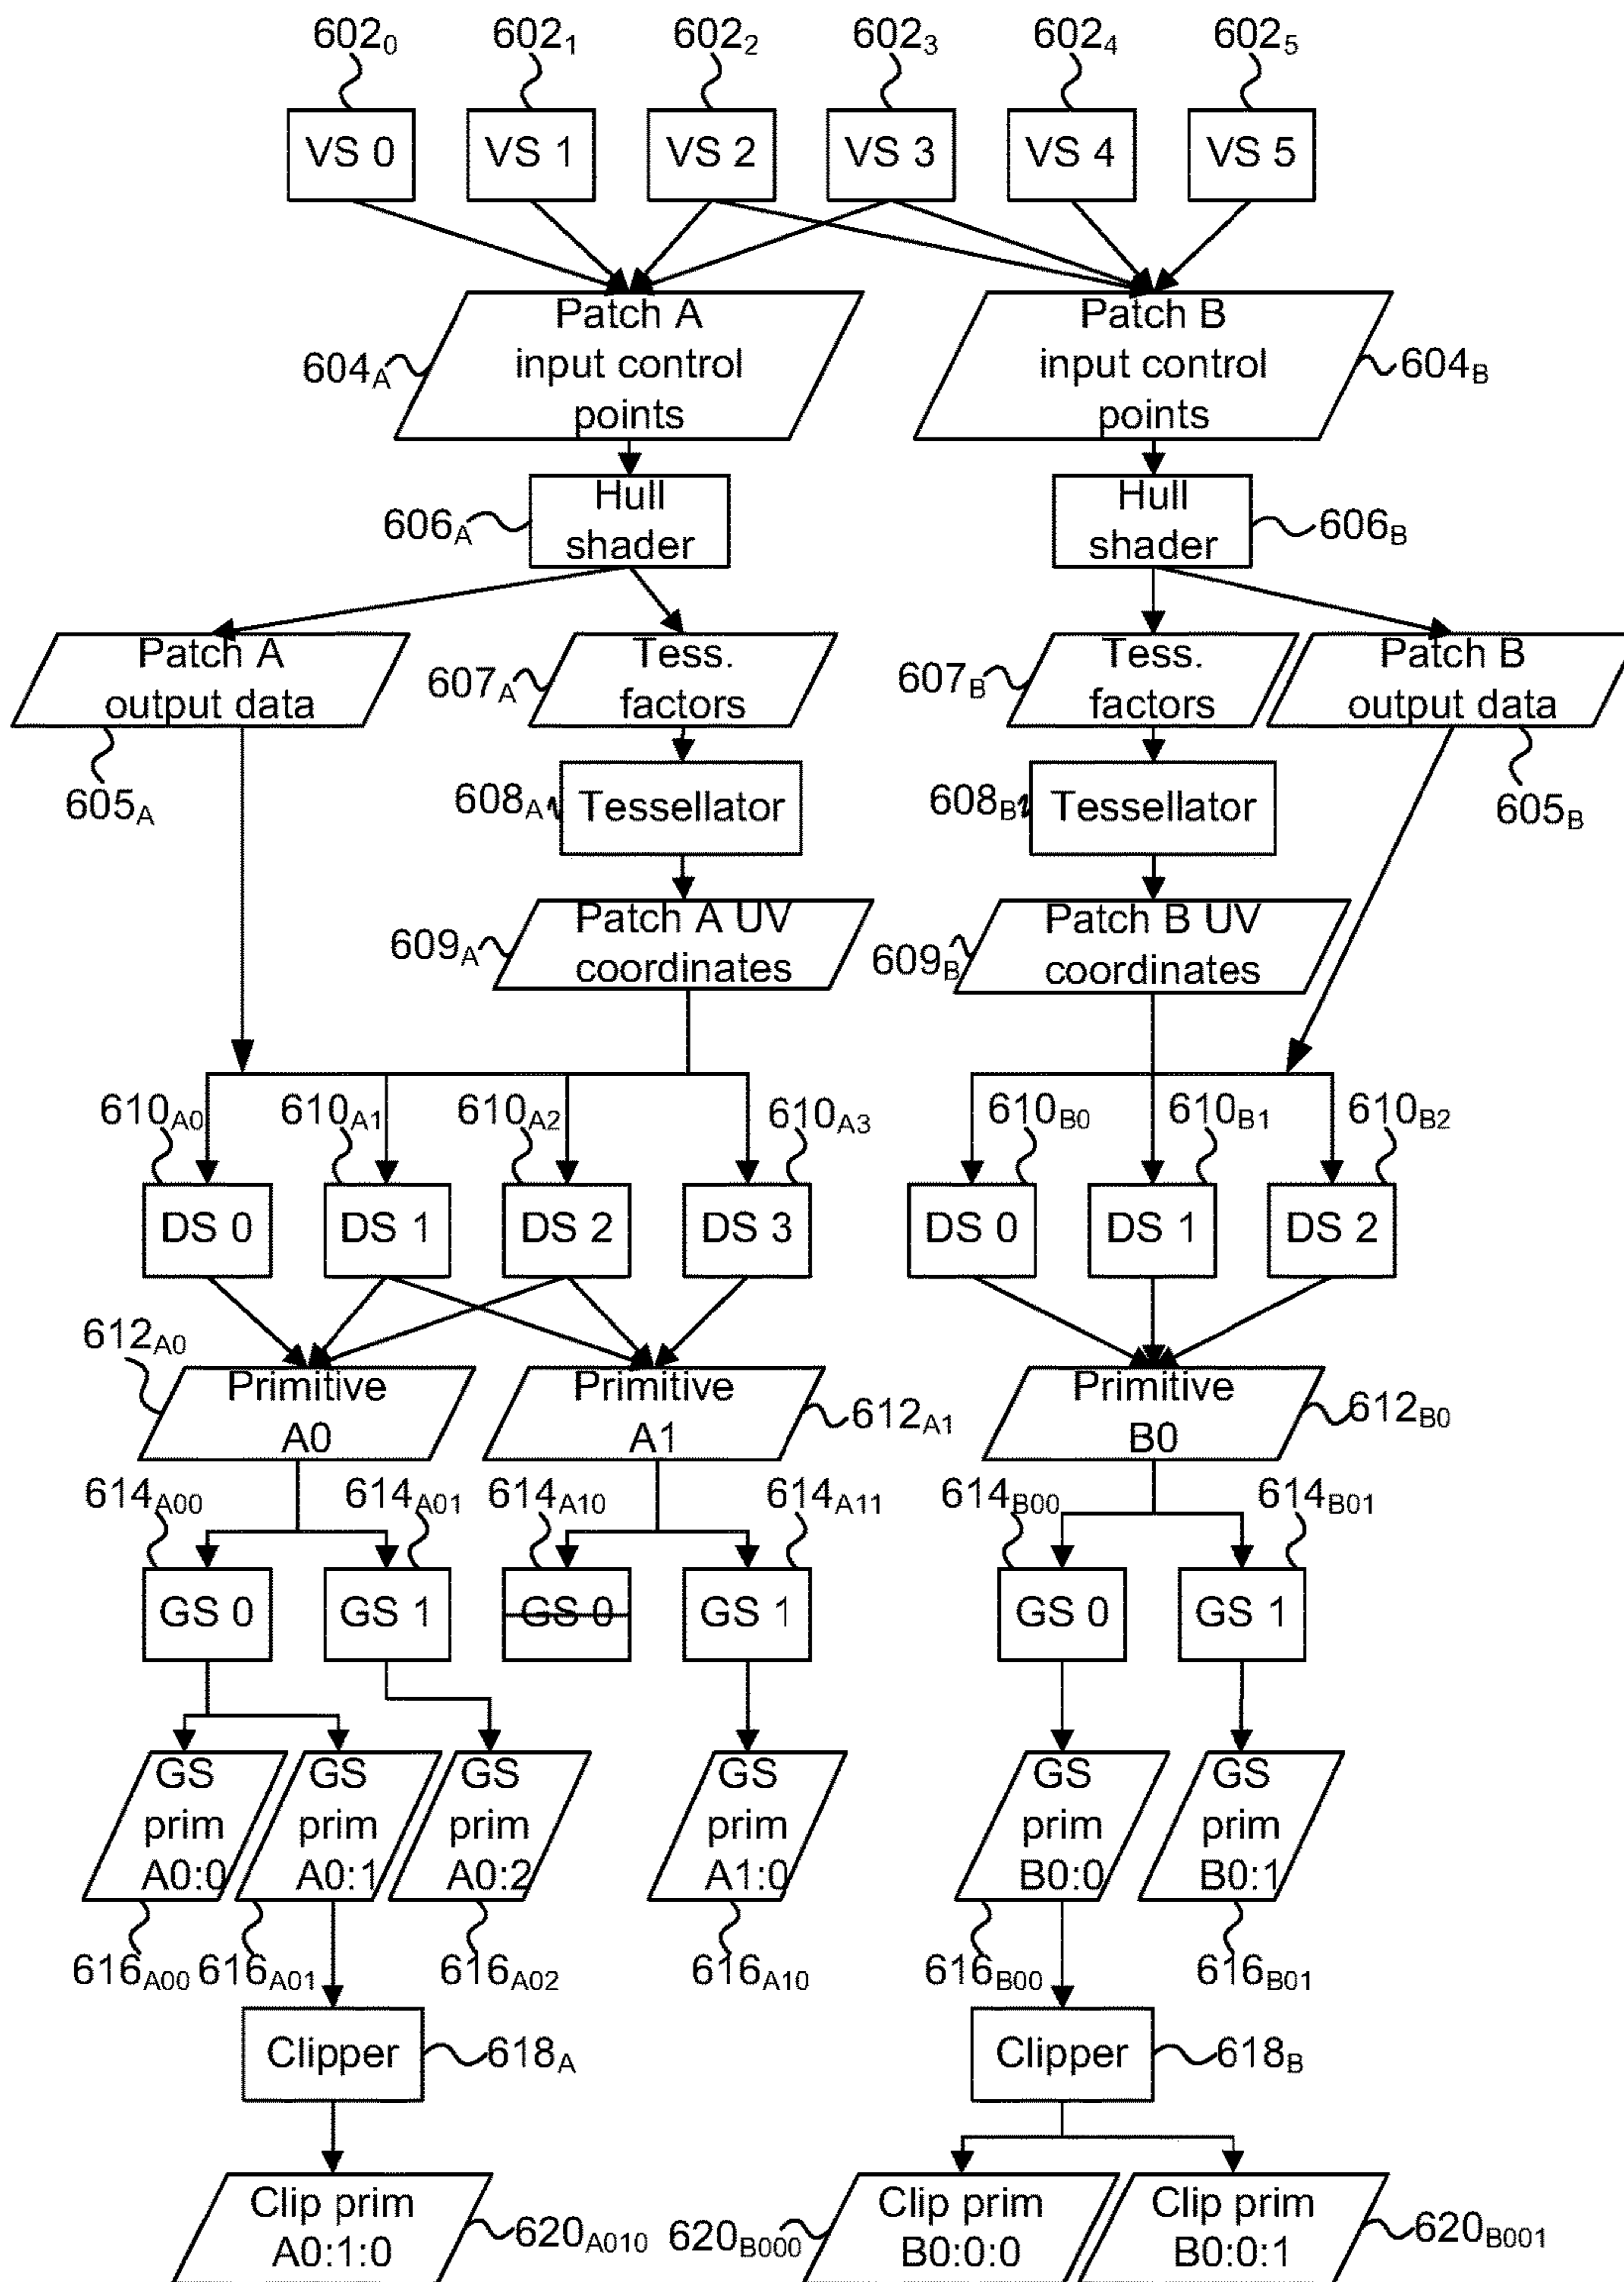 602₀ 602₁ 602₂ 602₃ 602₄ 602₅
VS 0 VS 1 VS 2 VS 3 VS 4 VS 5
Patch A
input control
points
604A
Patch B
input control
points
604B
Hull
shader
606A
Hull
shader
606B
Patch A
output data
605A
Tess.
factors
607A
Tess.
factors
607B
Patch B
output data
605B
608A Tessellator
608B Tessellator
609A
Patch A UV
coordinates
609B
Patch B UV
coordinates
610A0 610A1 610A2 610A3 610B0 610B1 610B2
DS 0 DS 1 DS 2 DS 3 DS 0 DS 1 DS 2
612A0
Primitive
A0
Primitive
A1
612A1
Primitive
B0
612B0
614A00 614A01 614A10 614A11 614B00 614B01
GS 0 GS 1 GS 0 GS 1 GS 0 GS 1
GS
prim
A0:0
GS
prim
A0:1
GS
prim
A0:2
GS
prim
A1:0
GS
prim
B0:0
GS
prim
B0:1
616A00 616A01 616A02 616A10 616B00 616B01
Clipper 618A
Clipper 618B
Clip prim
A0:1:0
620A010
620B000
Clip prim
B0:0:0
Clip prim
B0:0:1
620B001